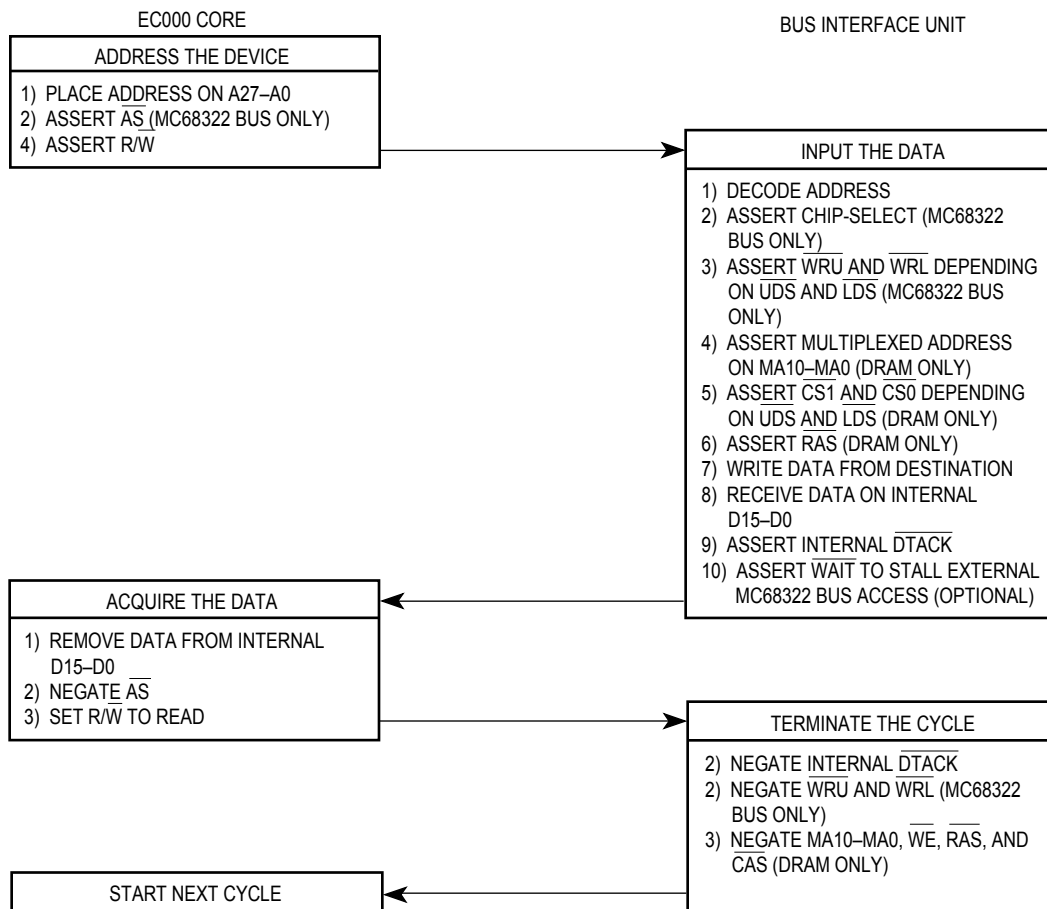 EC000 CORE
BUS INTERFACE UNIT
ADDRESS THE DEVICE
1) PLACE ADDRESS ON A27–A0
2) ASSERT AS (MC68322 BUS ONLY)
4) ASSERT R/W
INPUT THE DATA
1) DECODE ADDRESS
2) ASSERT CHIP-SELECT (MC68322
BUS ONLY)
3) ASSERT WRU AND WRL DEPENDING
ON UDS AND LDS (MC68322 BUS
ONLY)
4) ASSERT MULTIPLEXED ADDRESS
ON MA10–MA0 (DRAM ONLY)
5) ASSERT CS1 AND CS0 DEPENDING
ON UDS AND LDS (DRAM ONLY)
6) ASSERT RAS (DRAM ONLY)
7) WRITE DATA FROM DESTINATION
8) RECEIVE DATA ON INTERNAL
D15–D0
9) ASSERT INTERNAL DTACK
10) ASSERT WAIT TO STALL EXTERNAL
MC68322 BUS ACCESS (OPTIONAL)
ACQUIRE THE DATA
1) REMOVE DATA FROM INTERNAL
D15–D0
2) NEGATE AS
3) SET R/W TO READ
TERMINATE THE CYCLE
2) NEGATE INTERNAL DTACK
2) NEGATE WRU AND WRL (MC68322
BUS ONLY)
3) NEGATE MA10–MA0, WE, RAS, AND
CAS (DRAM ONLY)
START NEXT CYCLE